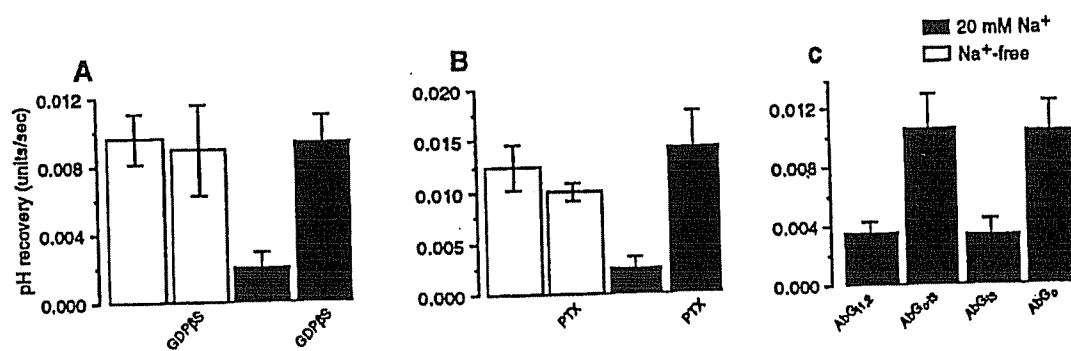 20 mM Na⁺
Na⁺-free
A
B
C
pH recovery (units/sec)
0.012
0.008
0.004
0.000
GDPβS
GDPβS
0.020
0.015
0.010
0.005
0.000
PTX
PTX
0.012
0.008
0.004
0.000
AbGi1,2
AbGi3
AbGo